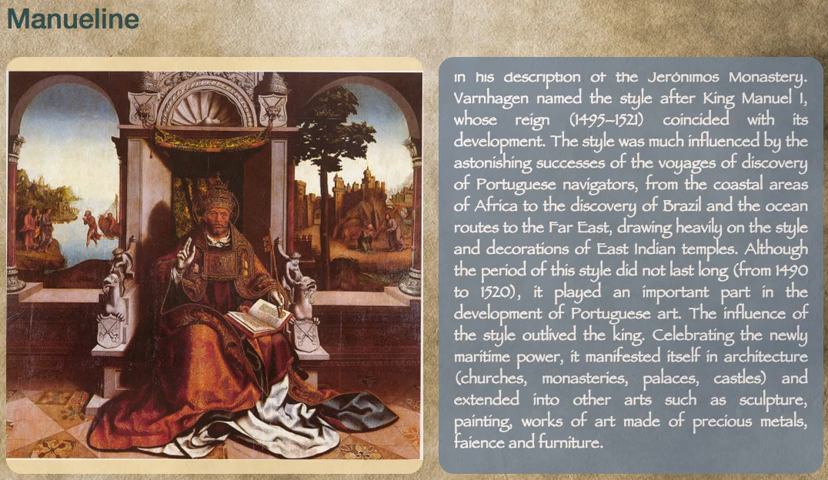 Manueline
in his description of the Jerónimos Monastery.
Varnhagen named the style after King Manuel I,
whose reign (1495–1521) coincided with its
development. The style was much influenced by the
astonishing successes of the voyages of discovery
of Portuguese navigators, from the coastal areas
of Africa to the discovery of Brazil and the ocean
routes to the Far East, drawing heavily on the style
and decorations of East Indian temples. Although
the period of this style did not last long (from 1490
to 1520), it played an important part in the
development of Portuguese art. The influence of
the style outlived the king. Celebrating the newly
maritime power, it manifested itself in architecture
(churches, monasteries, palaces, castles) and
extended into other arts such as sculpture,
painting, works of art made of precious metals,
faience and furniture.